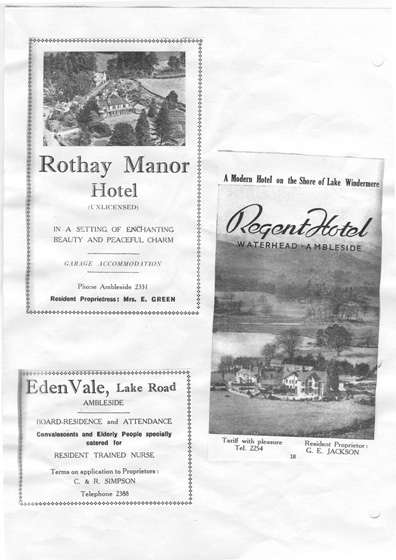 Rothay Manor
Hotel
(UNLICENSED)
IN A SETTING OF ENCHANTING
BEAUTY AND PEACEFUL CHARM
GARAGE ACCOMMODATION
Phone Ambleside 2331
Resident Proprietress: Mrs. E. GREEN
A Modern Hotel on the Shore of Lake Windermere
Regent Hotel
WATERHEAD - AMBLESIDE
Tariff with pleasure
Tel. 2254
Resident Proprietor:
G. E. JACKSON
18
EdenVale, Lake Road
AMBLESIDE
BOARD-RESIDENCE and ATTENDANCE
Convalescents and Elderly People specially
catered for
RESIDENT TRAINED NURSE
Terms on application to Proprietors:
C. & R. SIMPSON
Telephone 2388